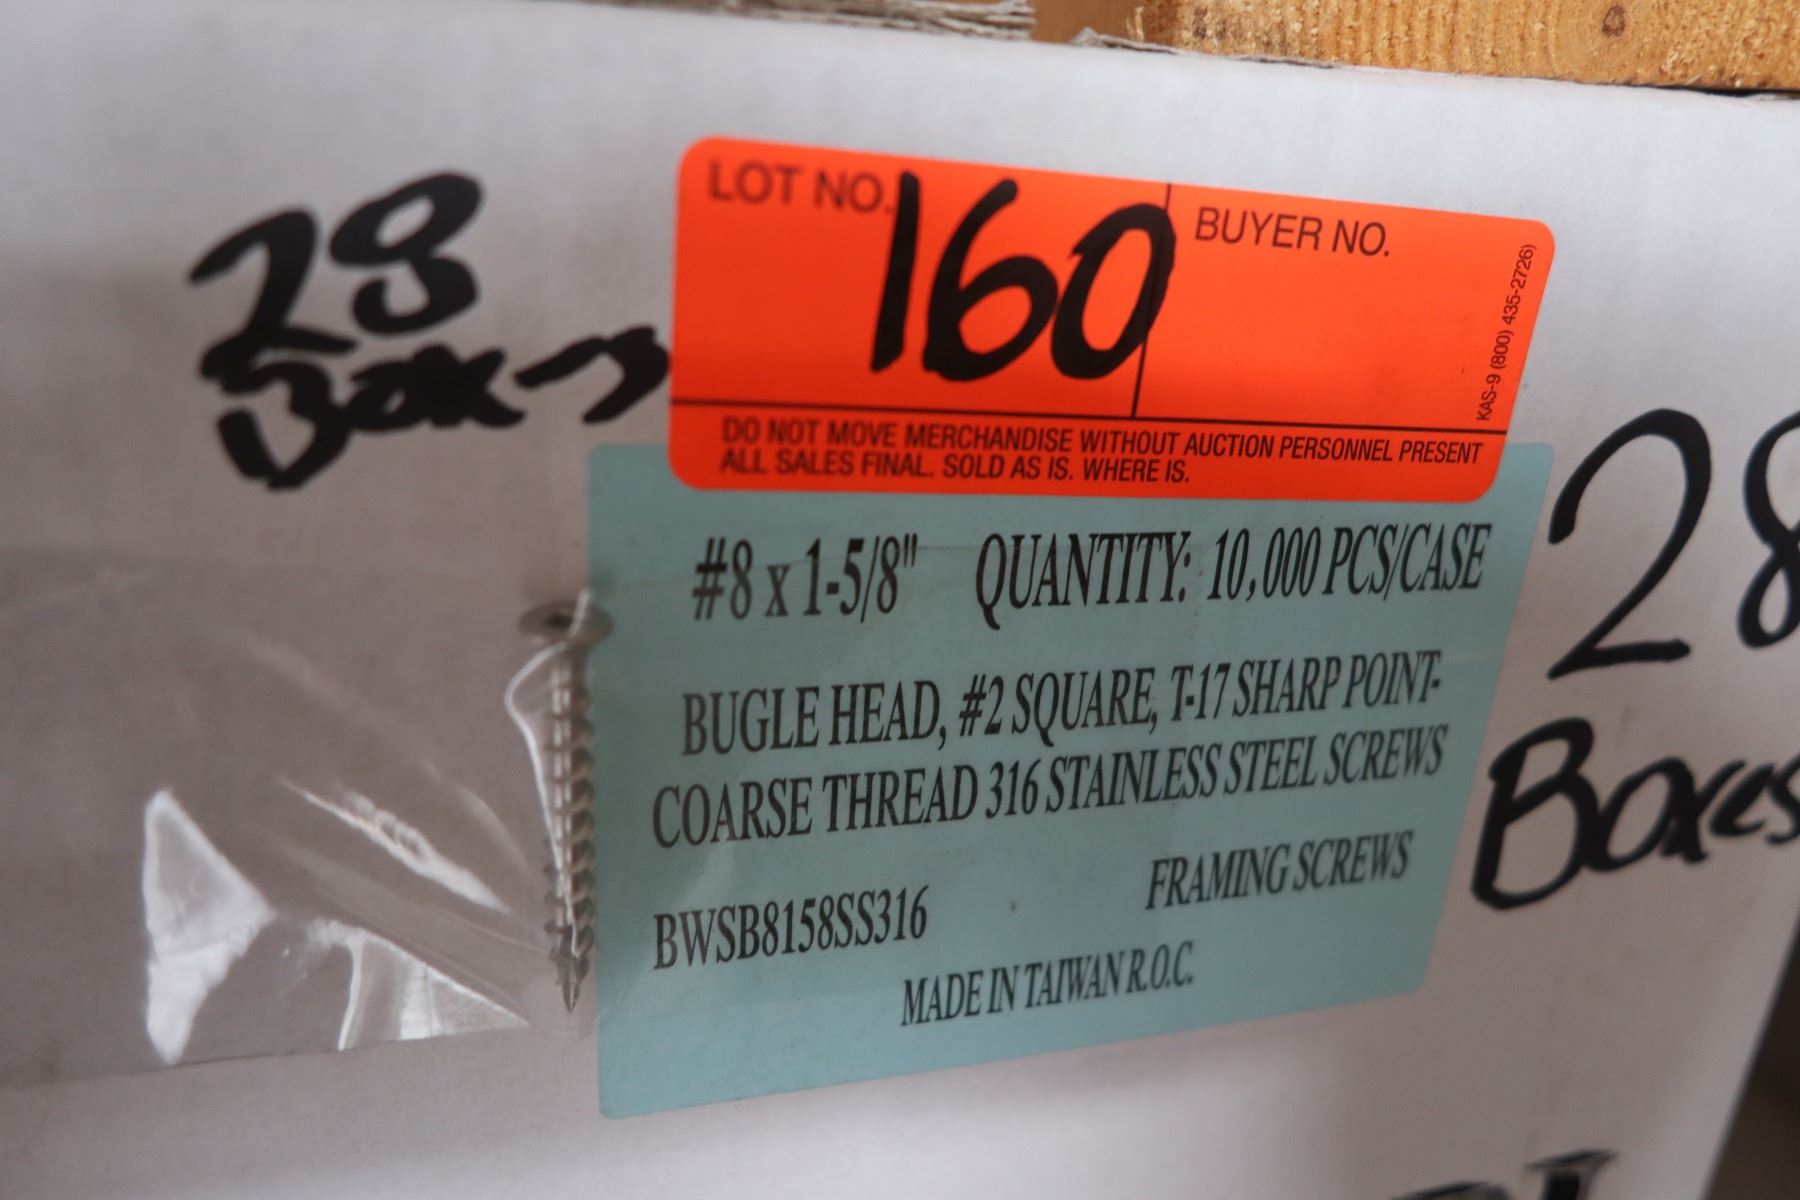 28
Boxes
LOT NO. 160
BUYER NO.
KAS-9 (800) 435-2726)
DO NOT MOVE MERCHANDISE WITHOUT AUCTION PERSONNEL PRESENT
ALL SALES FINAL. SOLD AS IS. WHERE IS.
#8 x 1-5/8" QUANTITY: 10,000 PCS/CASE
BUGLE HEAD, #2 SQUARE, T-17 SHARP POINT-
COARSE THREAD 316 STAINLESS STEEL SCREWS
FRAMING SCREWS
BWSB8158SS316
MADE IN TAIWAN R.O.C.
28
Boxes